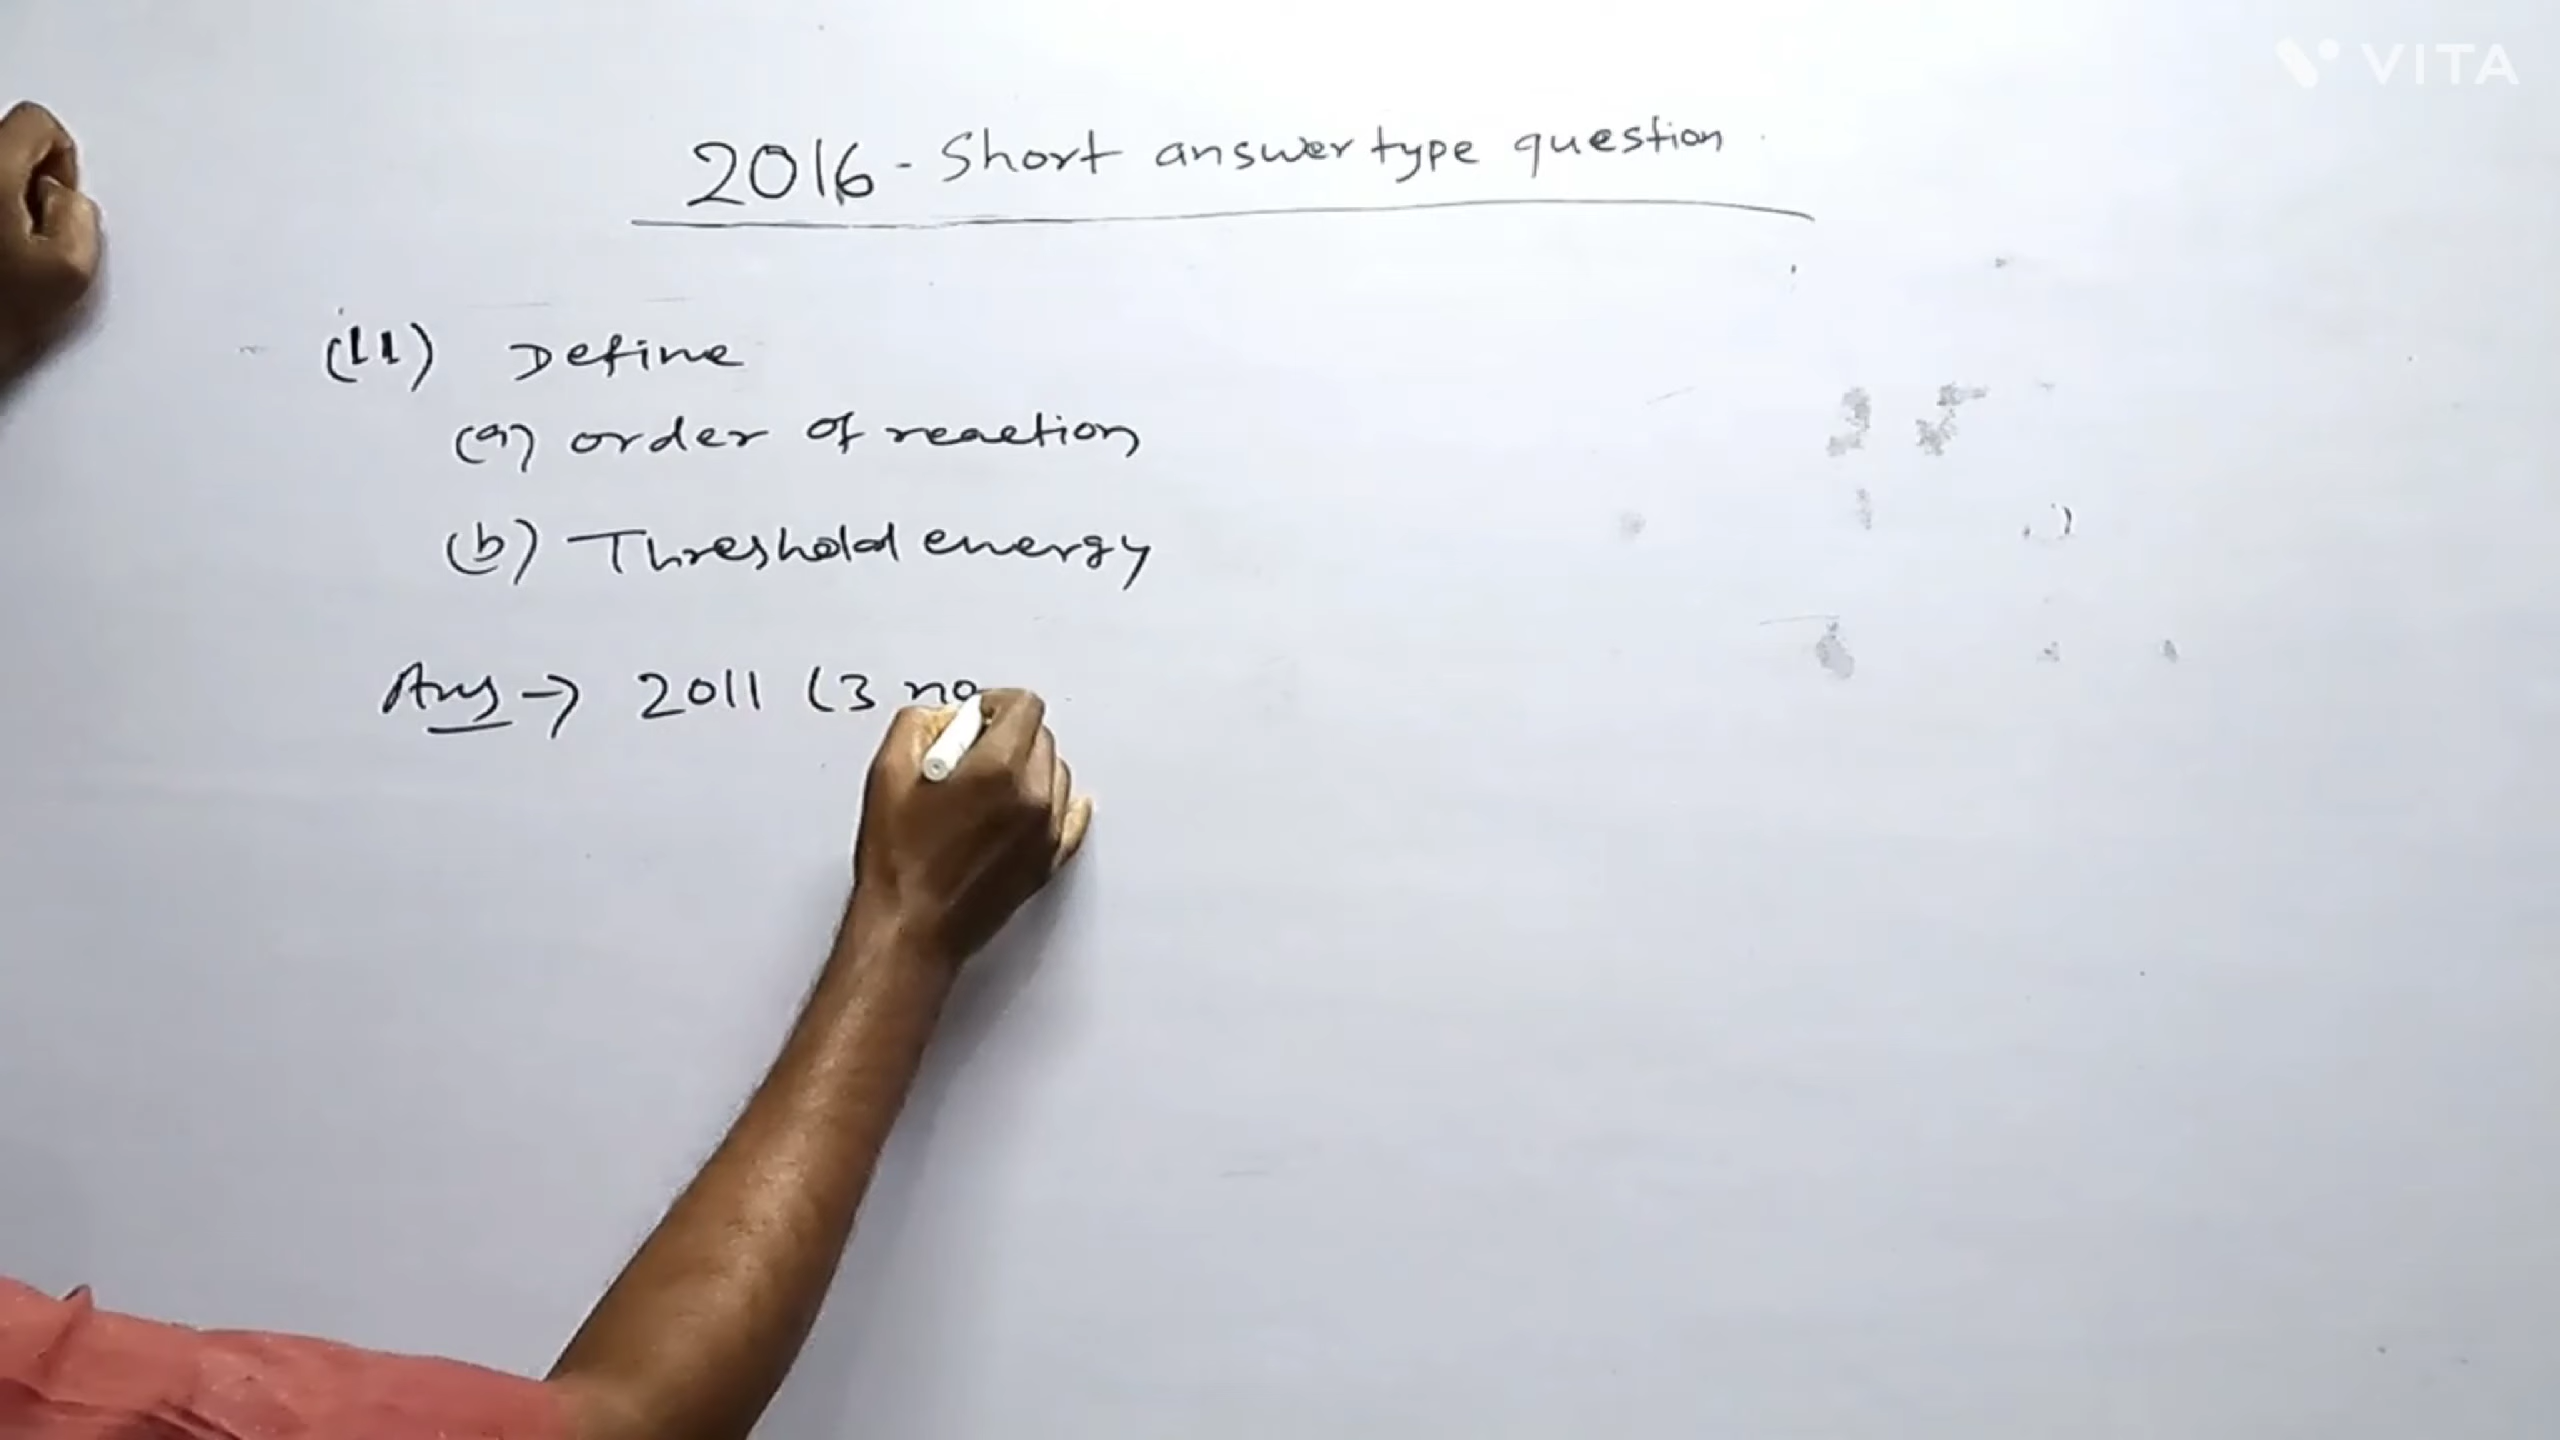 VITA
2016 - Short answer type question
(11) Define
(a) order of reaction
(b) Threshold energy
Ans → 2011 (3 no